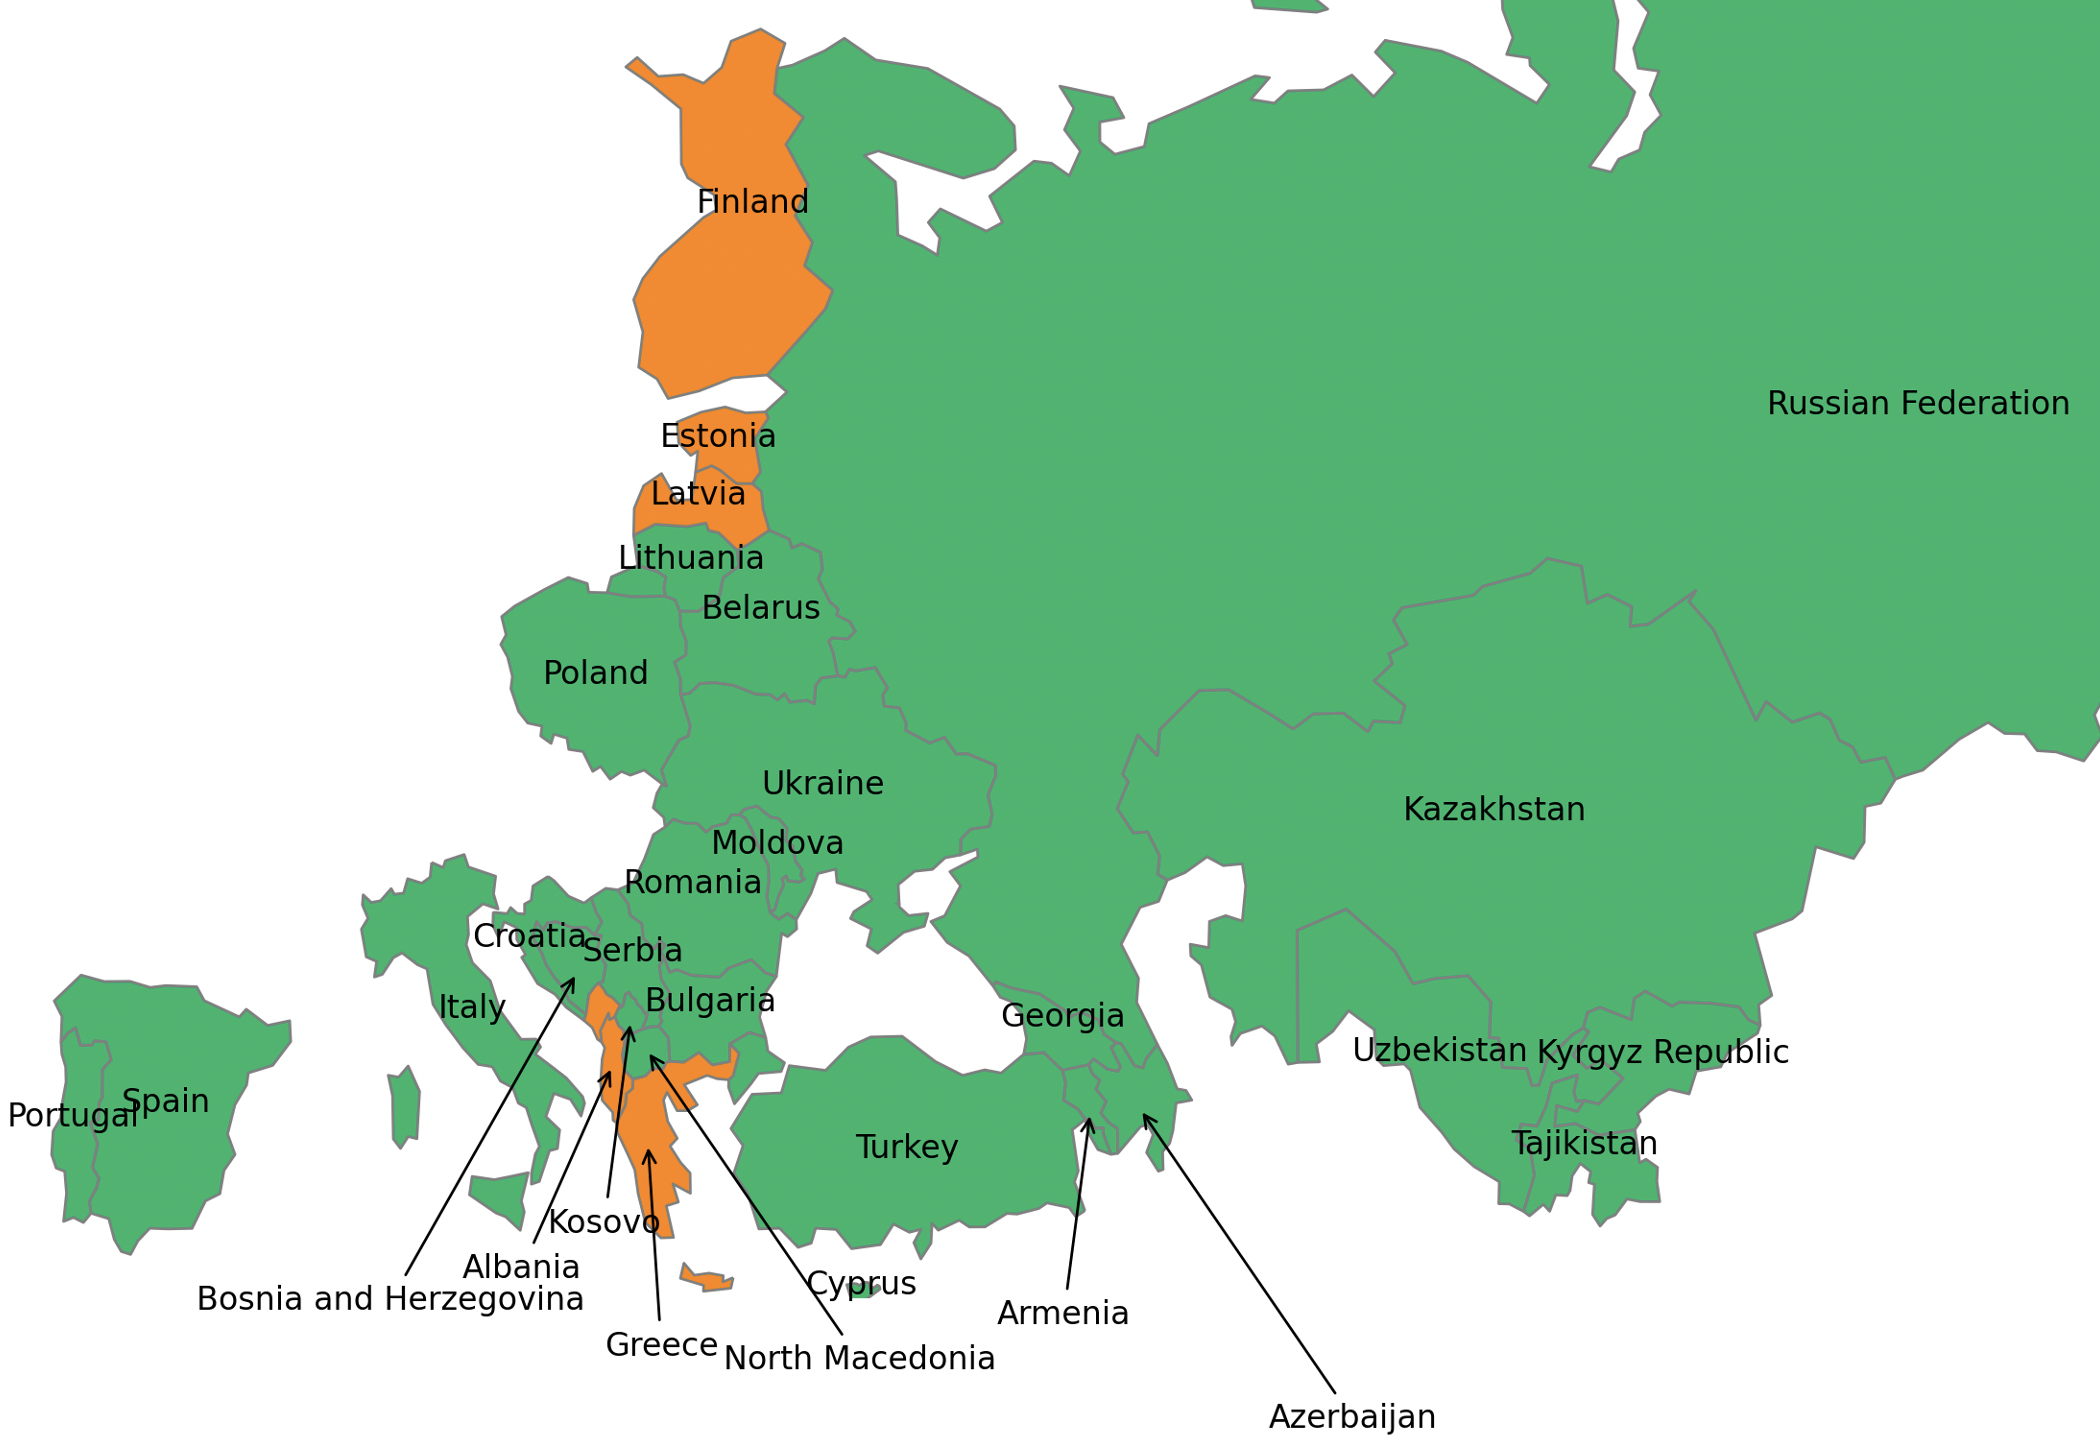 Finland
Russian Federation
Estonia
Latvia
Lithuania
Belarus
Poland
Ukraine
Kazakhstan
Moldova
Romania
Croatia
Serbia
Bulgaria
Italy
Georgia
Uzbekistan
Kyrgyz Republic
Spain
Portugal
Turkey
Tajikistan
Kosovo
Albania
Cyprus
Bosnia and Herzegovina
Armenia
Greece
North Macedonia
Azerbaijan